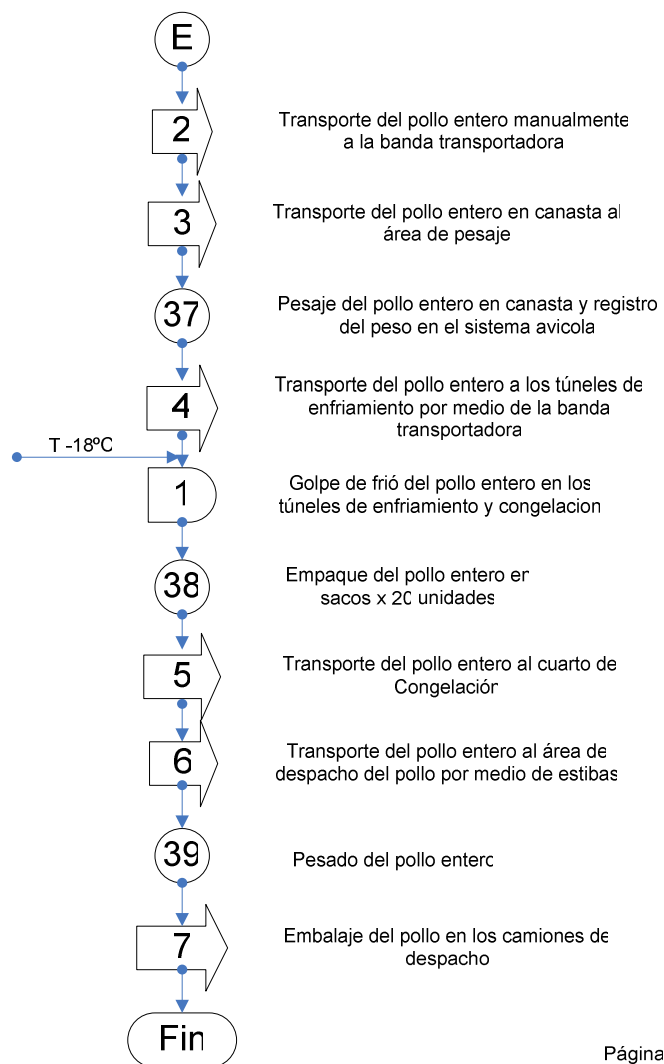 E
2
Transporte del pollo entero manualmente
a la banda transportadora
3
Transporte del pollo entero en canasta al
área de pesaje
37
Pesaje del pollo entero en canasta y registro
del peso en el sistema avicola
4
Transporte del pollo entero a los túneles de
enfriamiento por medio de la banda
transportadora
T -18ºC
1
Golpe de frió del pollo entero en los
túneles de enfriamiento y congelacion
38
Empaque del pollo entero en
sacos x 20 unidades
5
Transporte del pollo entero al cuarto de
Congelación
6
Transporte del pollo entero al área de
despacho del pollo por medio de estibas
39
Pesado del pollo entero
7
Embalaje del pollo en los camiones de
despacho
Fin
Página